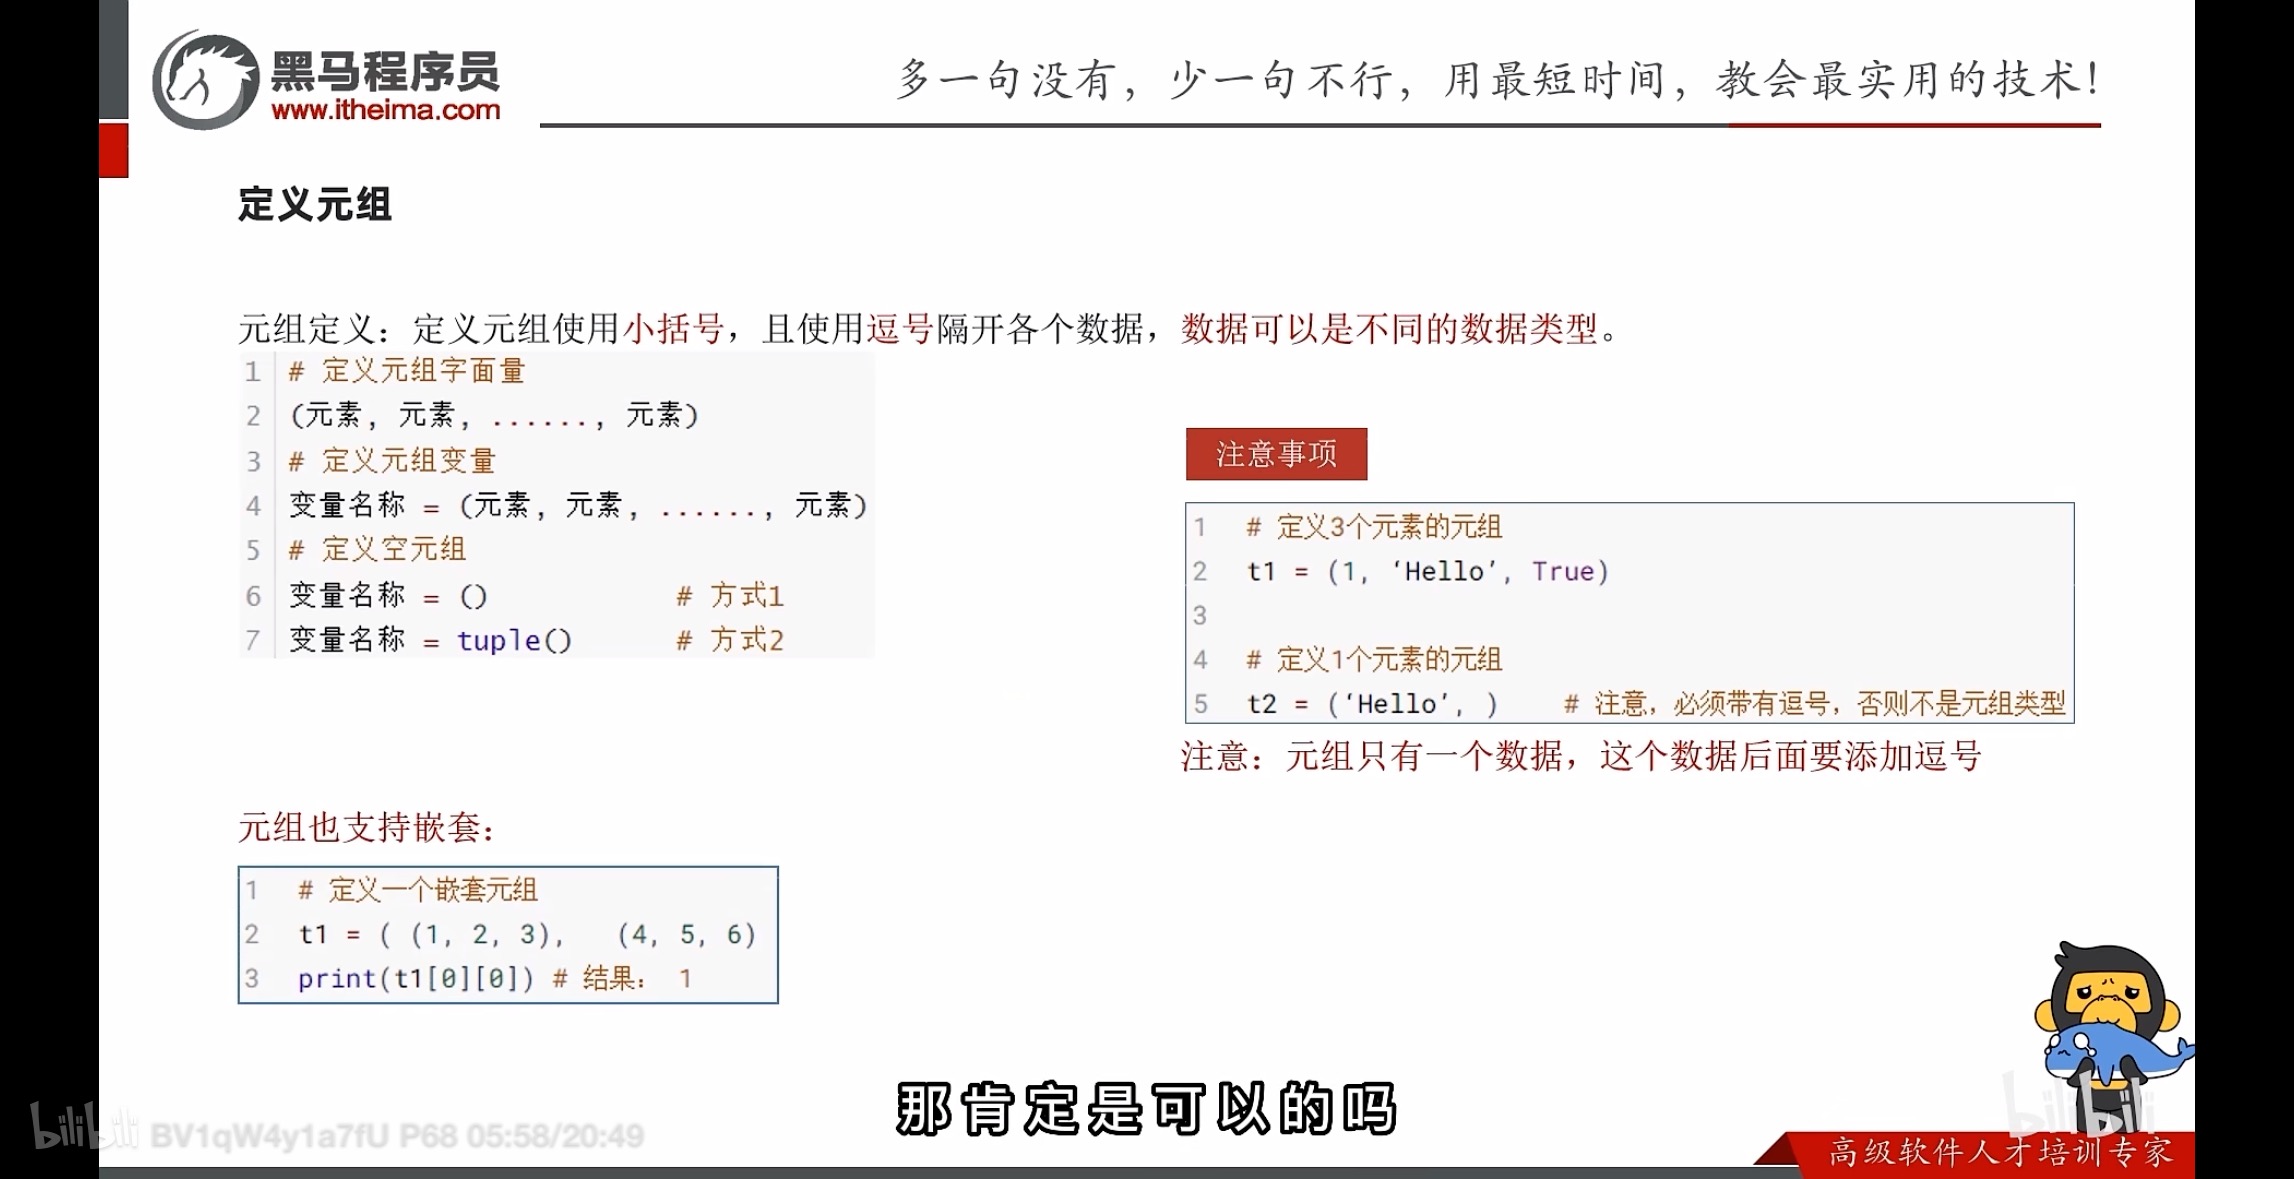 黑马程序员
www.itheima.com
多一句没有，少一句不行，用最短时间，教会最实用的技术！
定义元组
元组定义：定义元组使用小括号，且使用逗号隔开各个数据，数据可以是不同的数据类型。
1 # 定义元组字面量
2 (元素, 元素, ......, 元素)
3 # 定义元组变量
4 变量名称 = (元素, 元素, ......, 元素)
5 # 定义空元组
6 变量名称 = () # 方式1
7 变量名称 = tuple() # 方式2
注意事项
1 # 定义3个元素的元组
2 t1 = (1, ‘Hello’, True)
3
4 # 定义1个元素的元组
5 t2 = (‘Hello’, ) # 注意，必须带有逗号，否则不是元组类型
注意：元组只有一个数据，这个数据后面要添加逗号
元组也支持嵌套：
1 # 定义一个嵌套元组
2 t1 = ( (1, 2, 3), (4, 5, 6)
3 print(t1[0][0]) # 结果： 1
那肯定是可以的吗
bilibili BV1qW4y1a7fU P68 05:58/20:49
bilibili
高级软件人才培训专家